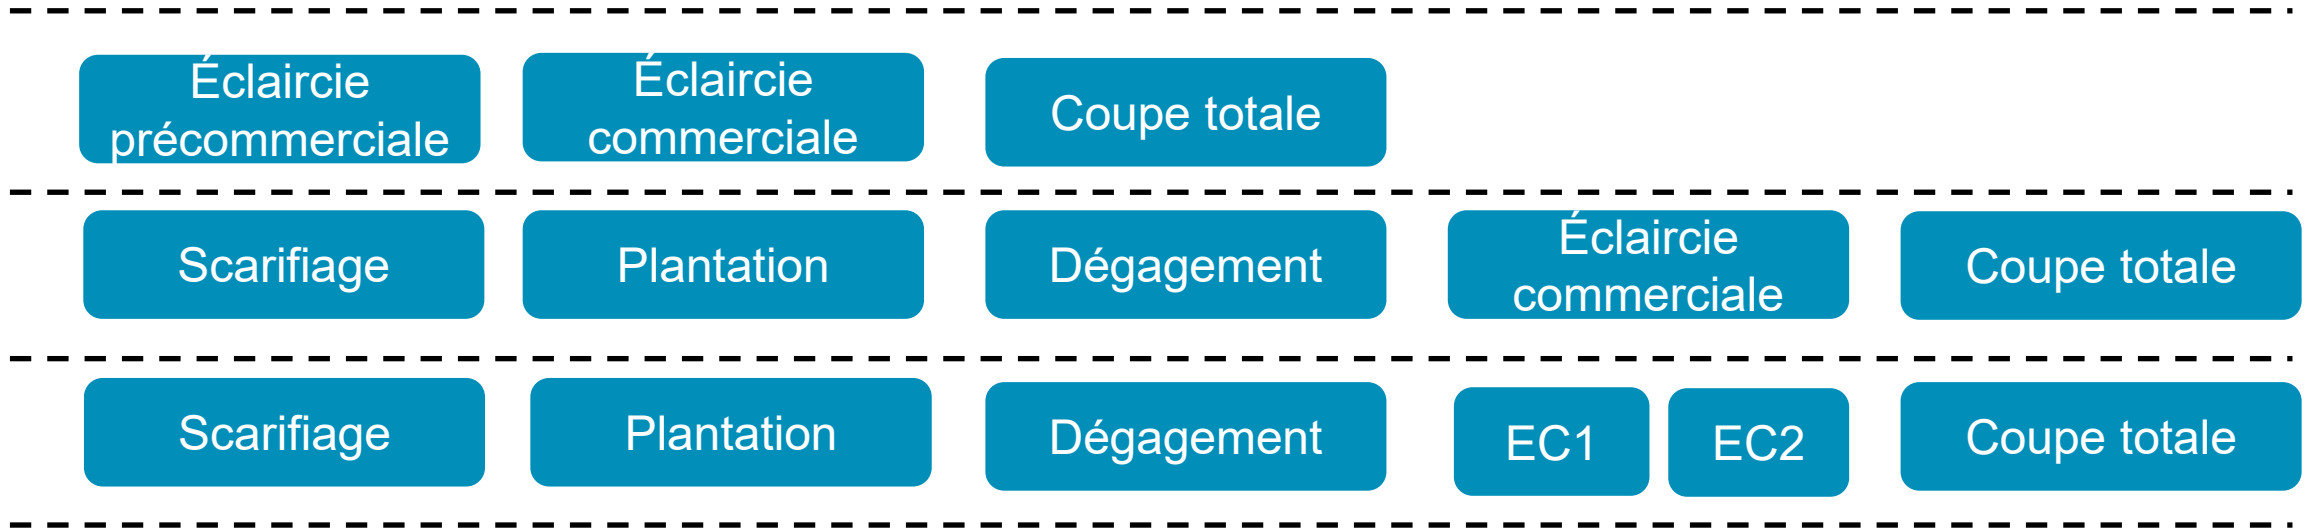 Éclaircie
précommerciale
Éclaircie
commerciale
Coupe totale
Scarifiage
Plantation
Dégagement
Éclaircie
commerciale
Coupe totale
Scarifiage
Plantation
Dégagement
EC1
EC2
Coupe totale